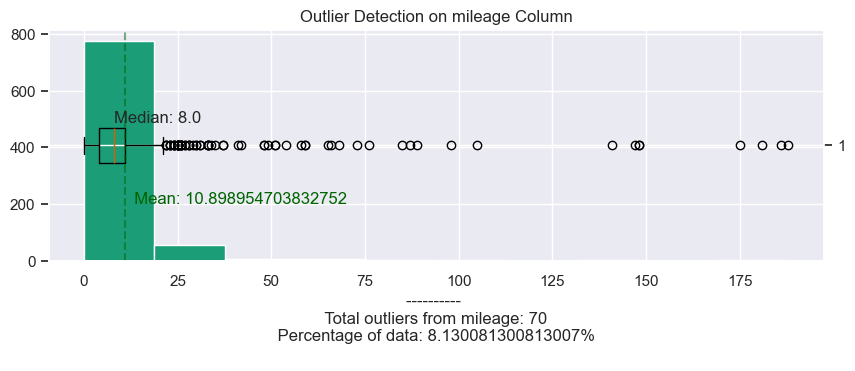 Outlier Detection on mileage Column
800
600
400
200
0
Median: 8.0
Mean: 10.898954703832752
1
0 25 50 75 100 125 150 175
----------
Total outliers from mileage: 70
Percentage of data: 8.130081300813007%